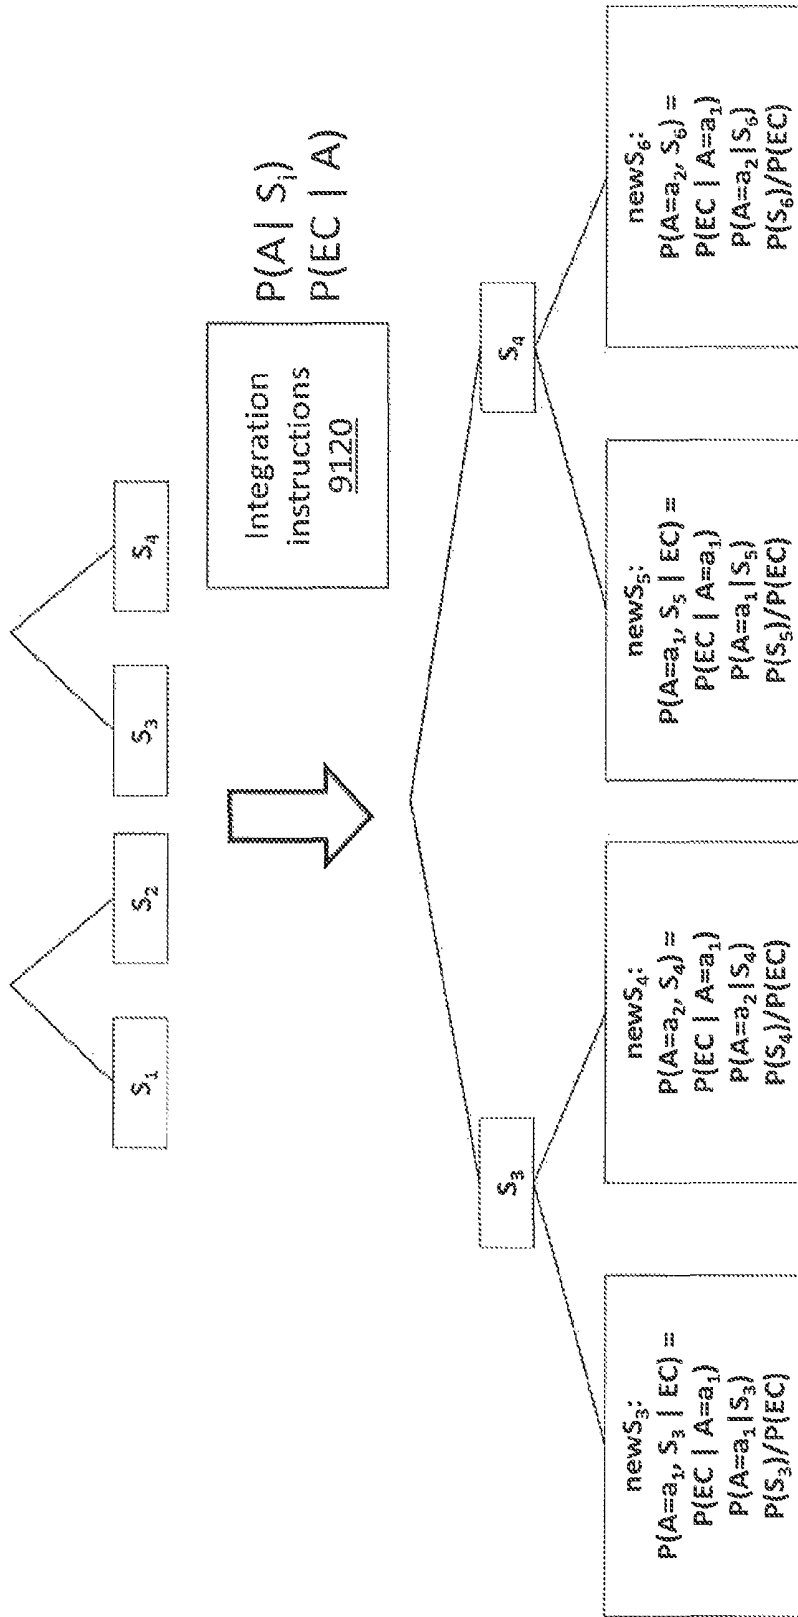 S₁
S₂
S₃
S₄
Integration
instructions
9120
P(A| Sᵢ)
P(EC | A)
S₃
S₄
newS₃:
P(A=a₁, S₃ | EC) =
P(EC | A=a₁)
P(A=a₁|S₃)
P(S₃)/P(EC)
newS₄:
P(A=a₂, S₄) =
P(EC | A=a₁)
P(A=a₂|S₄)
P(S₄)/P(EC)
newS₅:
P(A=a₁, S₅ | EC) =
P(EC | A=a₁)
P(A=a₁|S₅)
P(S₅)/P(EC)
newS₆:
P(A=a₂, S₆) =
P(EC | A=a₁)
P(A=a₂|S₆)
P(S₆)/P(EC)